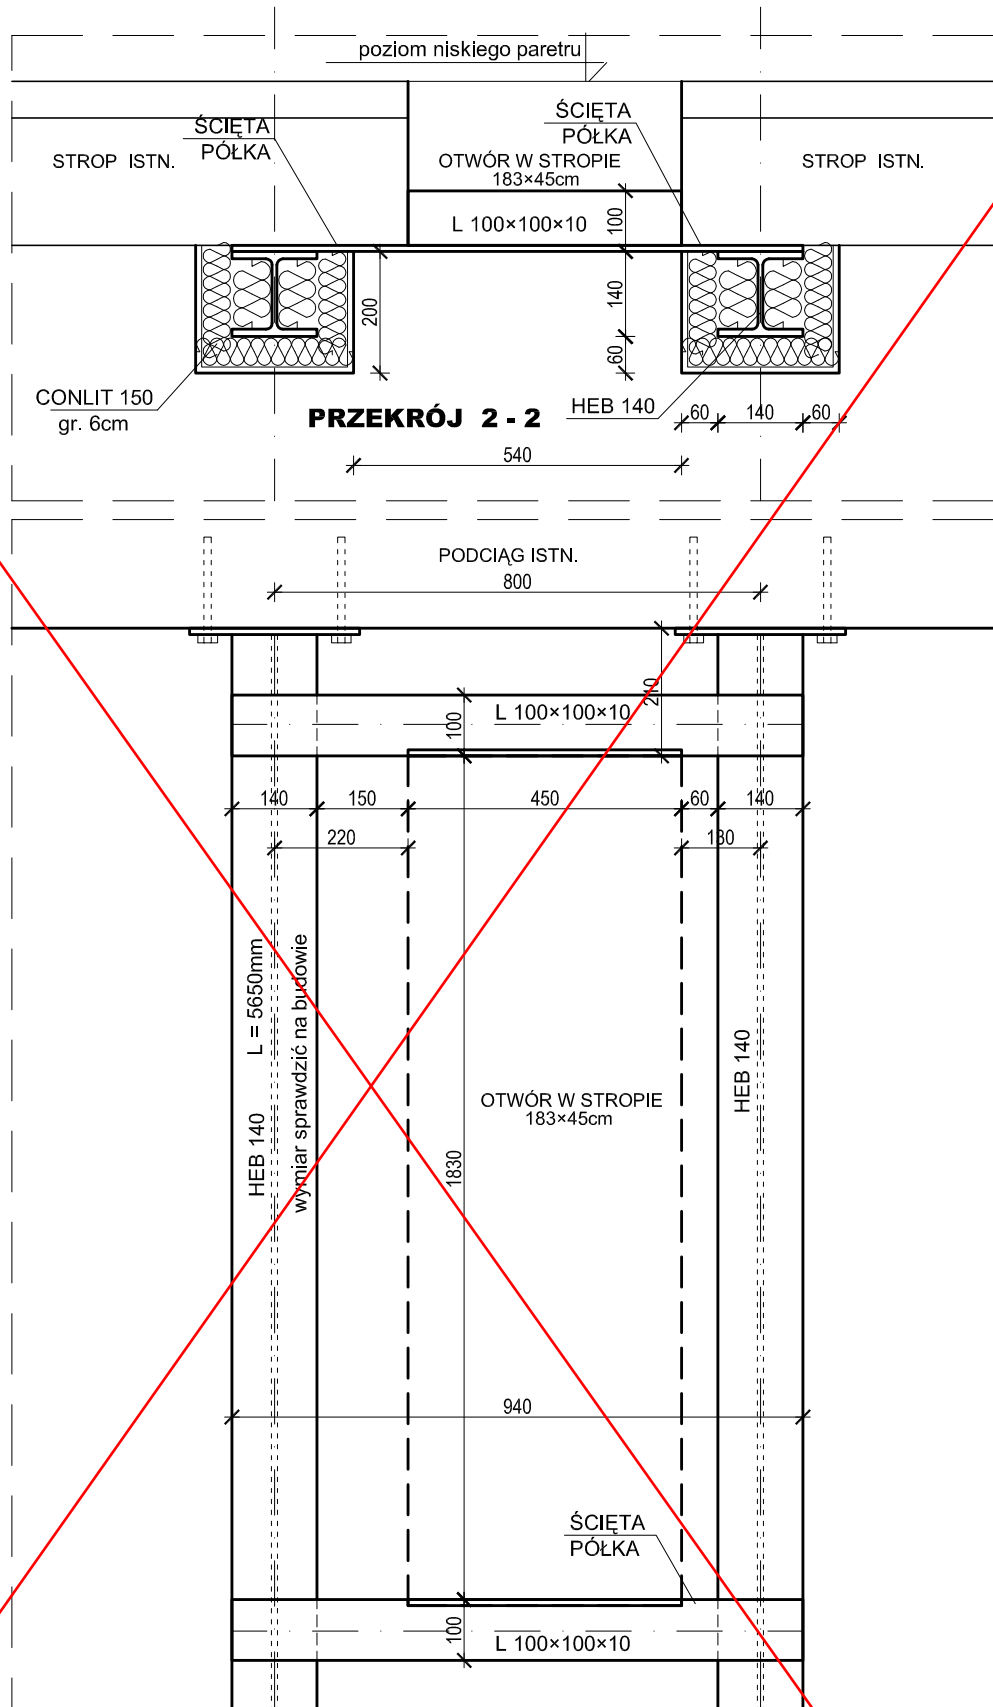 poziom niskiego paretru
ŚCIĘTA
PÓŁKA
ŚCIĘTA
PÓŁKA
STROP ISTN.
OTWÓR W STROPIE
183×45cm
STROP ISTN.
L 100×100×10
100
200
140
60
CONLIT 150
gr. 6cm
PRZEKRÓJ 2 - 2
HEB 140
60
140
60
540
PODCIĄG ISTN.
800
210
L 100×100×10
100
140
150
450
60
140
220
130
L = 5650mm
HEB 140
wymiar sprawdzić na budowie
1830
OTWÓR W STROPIE
183×45cm
HEB 140
940
ŚCIĘTA
PÓŁKA
100
L 100×100×10